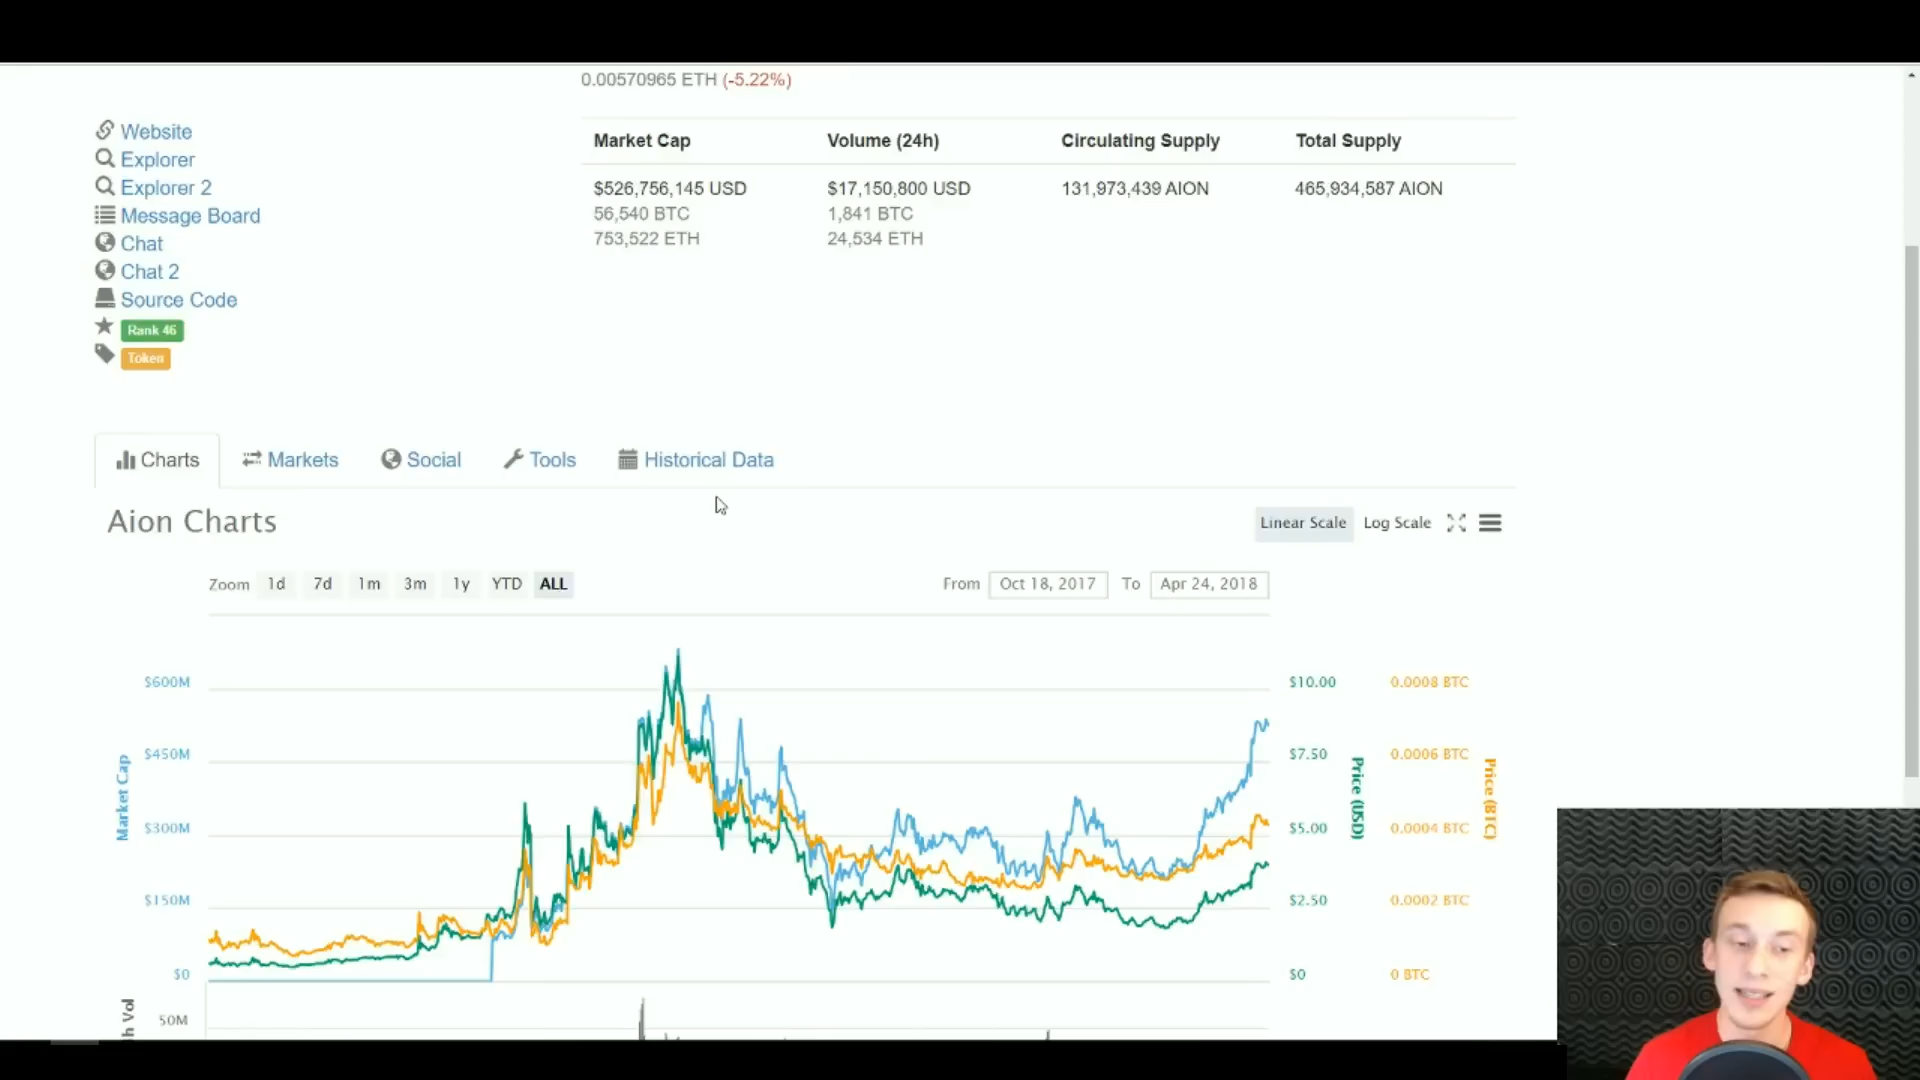 0.00570965 ETH (-5.22%)
Website
Explorer
Explorer 2
Message Board
Chat
Chat 2
Source Code
Rank 46
Token
Market Cap Volume (24h) Circulating Supply Total Supply
$526,756,145 USD $17,150,800 USD 131,973,439 AION 465,934,587 AION
56,540 BTC 1,841 BTC
753,522 ETH 24,534 ETH
Charts Markets Social Tools Historical Data
Aion Charts
Linear Scale Log Scale
Zoom 1d 7d 1m 3m 1y YTD ALL
From Oct 18, 2017 To Apr 24, 2018
$600M $10.00 0.0008 BTC
$450M $7.50 0.0006 BTC
$300M $5.00 0.0004 BTC
$150M $2.50 0.0002 BTC
$0 $0 0 BTC
Market Cap
Price (USD)
Price (BTC)
h Vol
50M